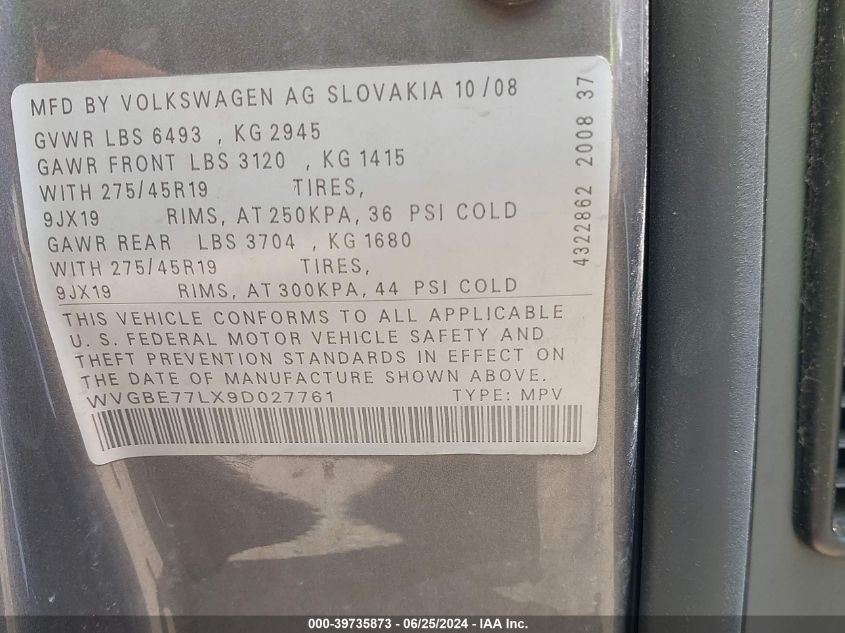 MFD BY VOLKSWAGEN AG SLOVAKIA 10/08
GVWR LBS 6493 , KG 2945
GAWR FRONT LBS 3120 , KG 1415
WITH 275/45R19 TIRES,
9JX19 RIMS, AT 250KPA, 36 PSI COLD
GAWR REAR LBS 3704 , KG 1680
WITH 275/45R19 TIRES,
9JX19 RIMS, AT 300KPA, 44 PSI COLD
THIS VEHICLE CONFORMS TO ALL APPLICABLE
U. S. FEDERAL MOTOR VEHICLE SAFETY AND
THEFT PREVENTION STANDARDS IN EFFECT ON
THE DATE OF MANUFACTURE SHOWN ABOVE.
WVGBE77LX9D027761 TYPE: MPV
4322862 2008 37
000-39735873 - 06/25/2024 - IAA Inc.